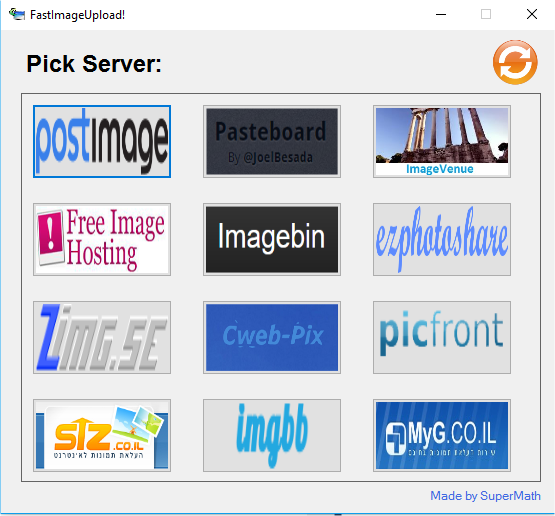 FastImageUpload!
Pick Server:
postimage
Pasteboard
By @JoelBesada
ImageVenue
Free Image
Hosting
Imagebin
ezphotoshare
ZIMG.SE
Cweb-Pix
picfront
siz.co.il
העלאת תמונות לאינטרנט
imgbb
MyG.CO.IL
Made by SuperMath